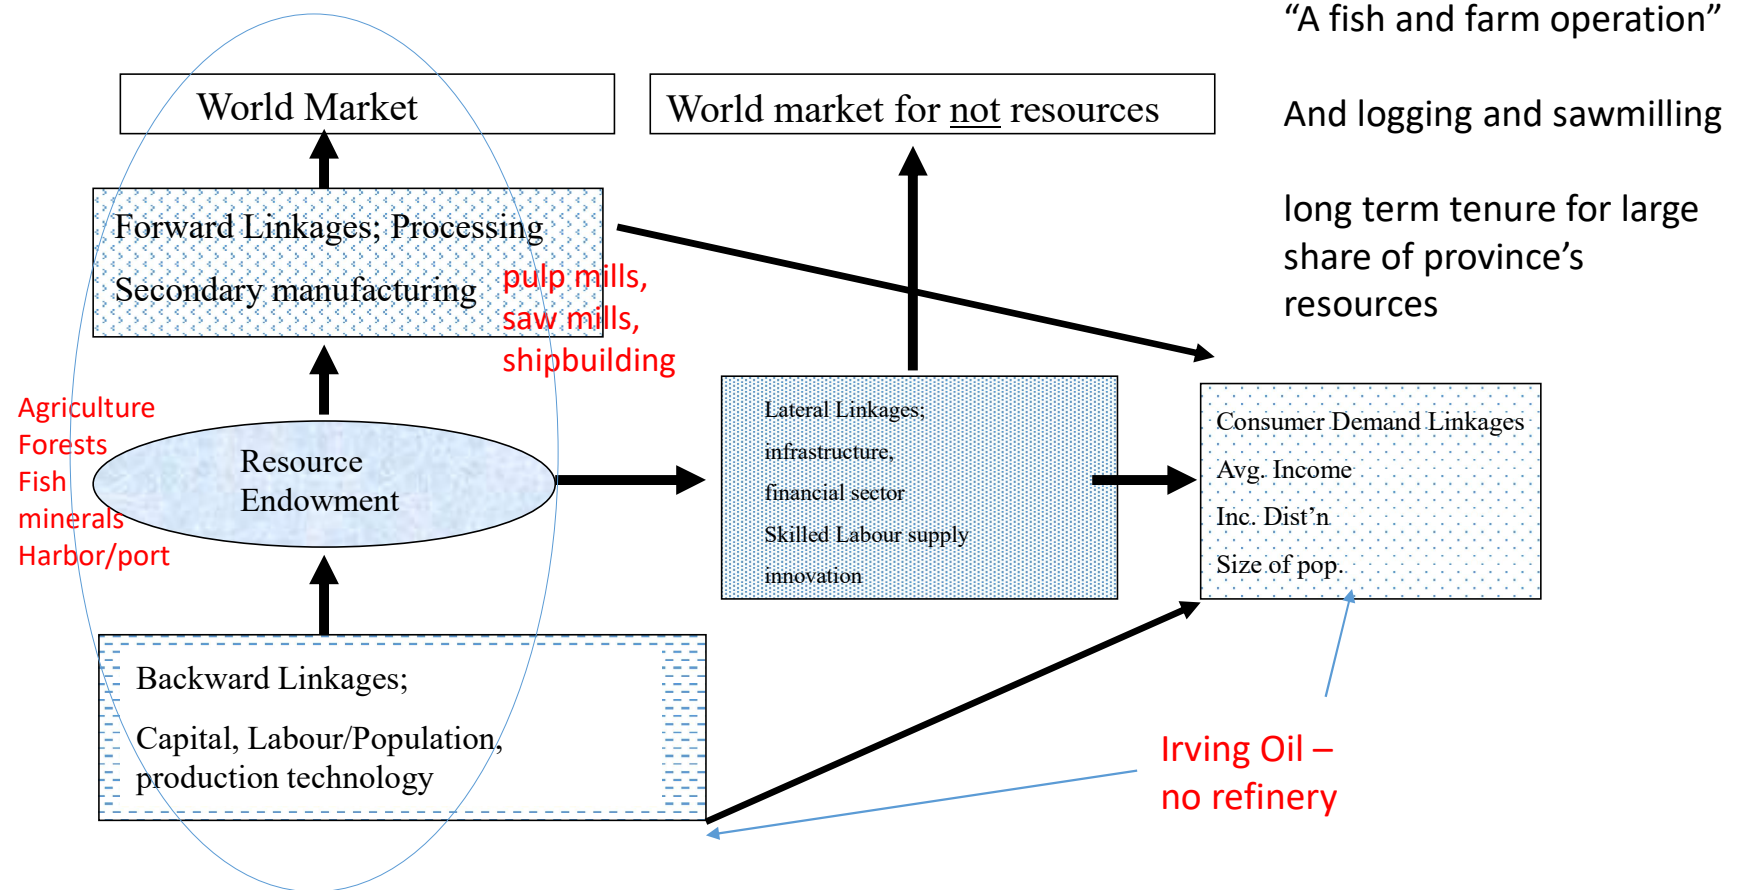 “A fish and farm operation”
World Market
World market for not resources
And logging and sawmilling
Forward Linkages; Processing
Secondary manufacturing
pulp mills,
saw mills,
shipbuilding
long term tenure for large
share of province’s
resources
Agriculture
Forests
Fish
minerals
Harbor/port
Resource
Endowment
Lateral Linkages;
infrastructure,
financial sector
Skilled Labour supply
innovation
Consumer Demand Linkages
Avg. Income
Inc. Dist’n
Size of pop.
Backward Linkages;
Capital, Labour/Population,
production technology
Irving Oil –
no refinery